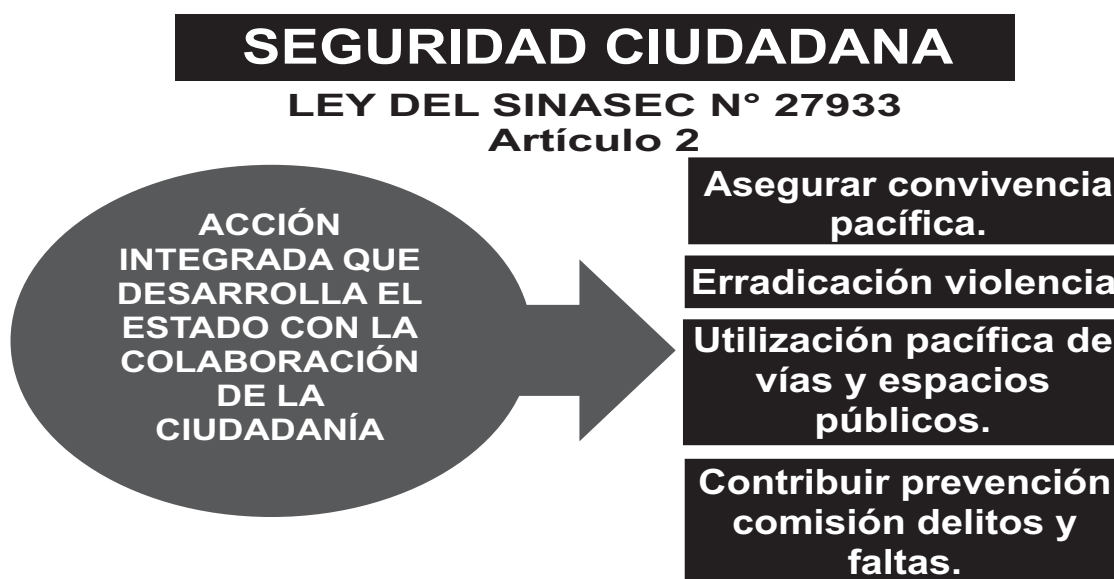 SEGURIDAD CIUDADANA
LEY DEL SINASEC N° 27933
Artículo 2
ACCIÓN
INTEGRADA QUE
DESARROLLA EL
ESTADO CON LA
COLABORACIÓN
DE LA
CIUDADANÍA
Asegurar convivencia
pacífica.
Erradicación violencia
Utilización pacífica de
vías y espacios
públicos.
Contribuir prevención
comisión delitos y
faltas.